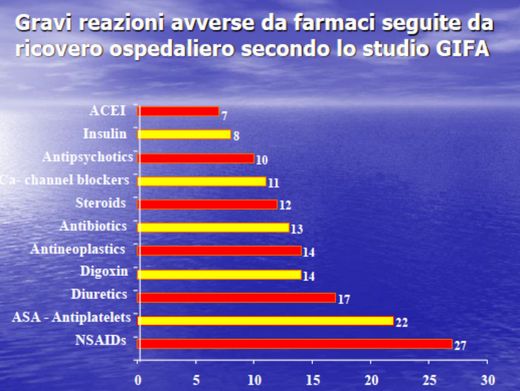 Gravi reazioni avverse da farmaci seguite da
ricovero ospedaliero secondo lo studio GIFA
ACEI 7
Insulin 8
Antipsychotics 10
Ca- channel blockers 11
Steroids 12
Antibiotics 13
Antineoplastics 14
Digoxin 14
Diuretics 17
ASA - Antiplatelets 22
NSAIDs 27
0 5 10 15 20 25 30